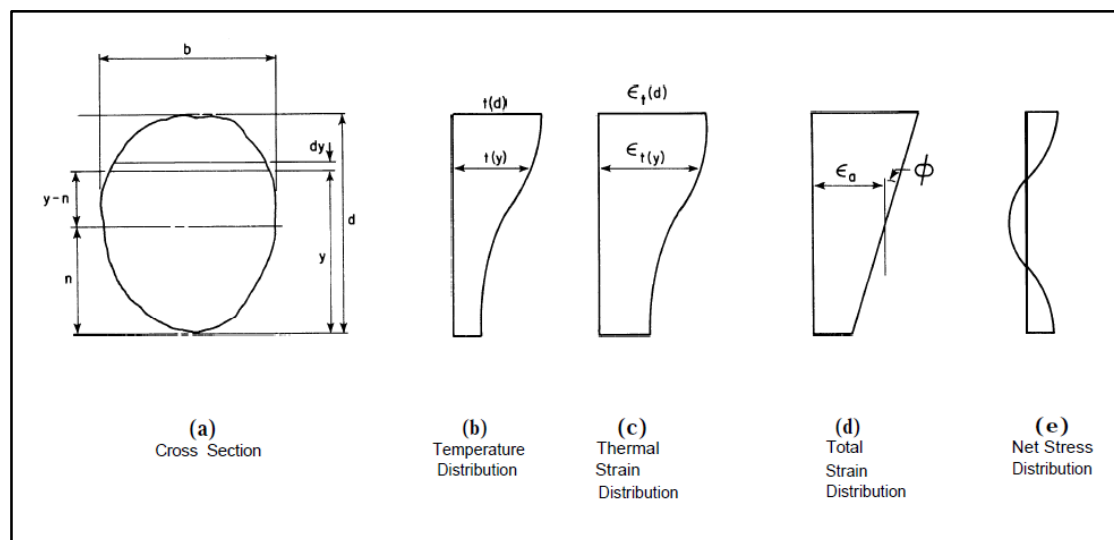 b
t(d)
ϵt(d)
dy
t(y)
ϵt(y)
ϵa
ϕ
y-n
d
n
y
(a)
Cross Section
(b)
Temperature
Distribution
(c)
Thermal
Strain
Distribution
(d)
Total
Strain
Distribution
(e)
Net Stress
Distribution